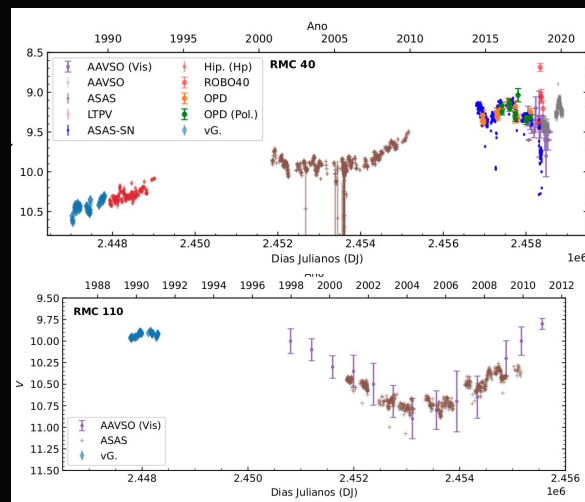 Ano
1990 1995 2000 2005 2010 2015 2020
RMC 40
AAVSO (Vis) Hip. (Hp)
AAVSO ROBO40
ASAS OPD
LTPV OPD (Pol.)
ASAS-SN vG.
8.5
9.0
9.5
10.0
10.5
2.448 2.450 2.452 2.454 2.456 2.458
Dias Julianos (DJ) 1e6
1988 1990 1992 1994 1996 1998 2000 2002 2004 2006 2008 2010 2012
RMC 110
9.50
9.75
10.00
10.25
10.50
10.75
11.00
11.25
11.50
V
AAVSO (Vis)
ASAS
vG.
2.448 2.450 2.452 2.454 2.456
Dias Julianos (DJ) 1e6